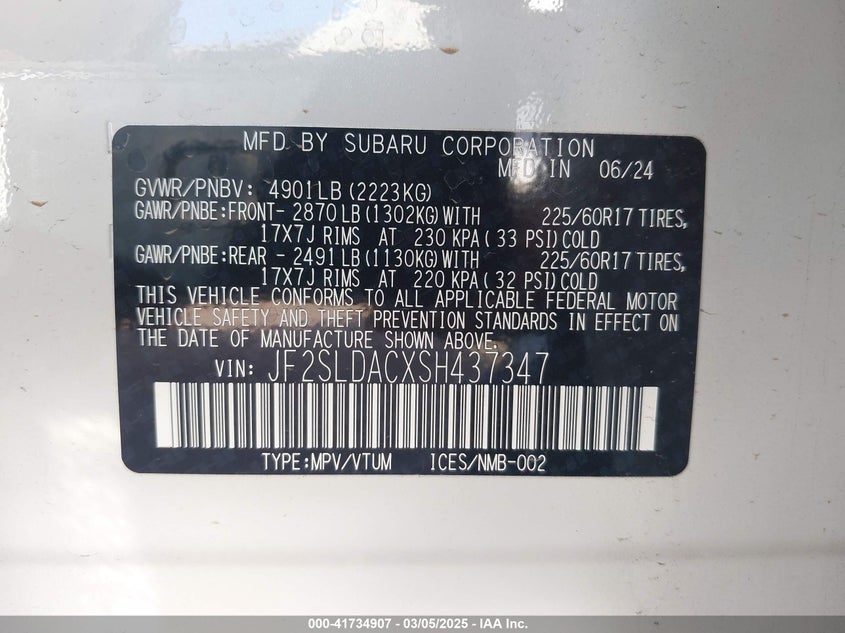 MFD BY SUBARU CORPORATION
MFD IN 06/24
GVWR/PNBV: 4901LB (2223KG)
GAWR/PNBE:FRONT- 2870 LB (1302KG) WITH 225/60R17 TIRES,
17X7J RIMS AT 230 KPA ( 33 PSI) COLD
GAWR/PNBE:REAR - 2491 LB (1130KG) WITH 225/60R17 TIRES,
17X7J RIMS AT 220 KPA ( 32 PSI) COLD
THIS VEHICLE CONFORMS TO ALL APPLICABLE FEDERAL MOTOR
VEHICLE SAFETY AND THEFT PREVENTION STANDARDS IN EFFECT ON
THE DATE OF MANUFACTURE SHOWN ABOVE.
VIN: JF2SLDACXSH437347
TYPE:MPV/VTUM ICES/NMB-002
000-41734907 - 03/05/2025 - IAA Inc.